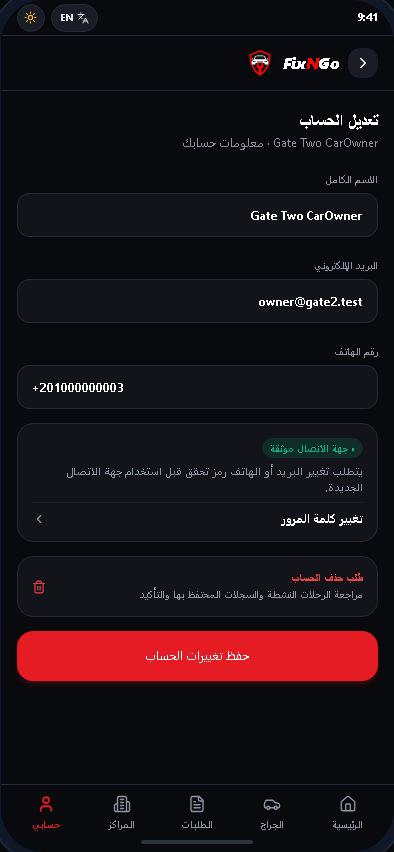 9:41
EN
FixNGo
تعديل الحساب
Gate Two CarOwner · معلومات حسابك
الاسم الكامل
Gate Two CarOwner
البريد الإلكتروني
owner@gate2.test
رقم الهاتف
+201000000003
• جهة الاتصال موثقة
يتطلب تغيير البريد أو الهاتف رمز تحقق قبل استخدام جهة الاتصال
الجديدة.
تغيير كلمة المرور
طلب حذف الحساب
مراجعة الرحلات النشطة والسجلات المحتفظ بها والتأكيد
حفظ تغييرات الحساب
الرئيسية
الجراج
الطلبات
المراكز
حسابي